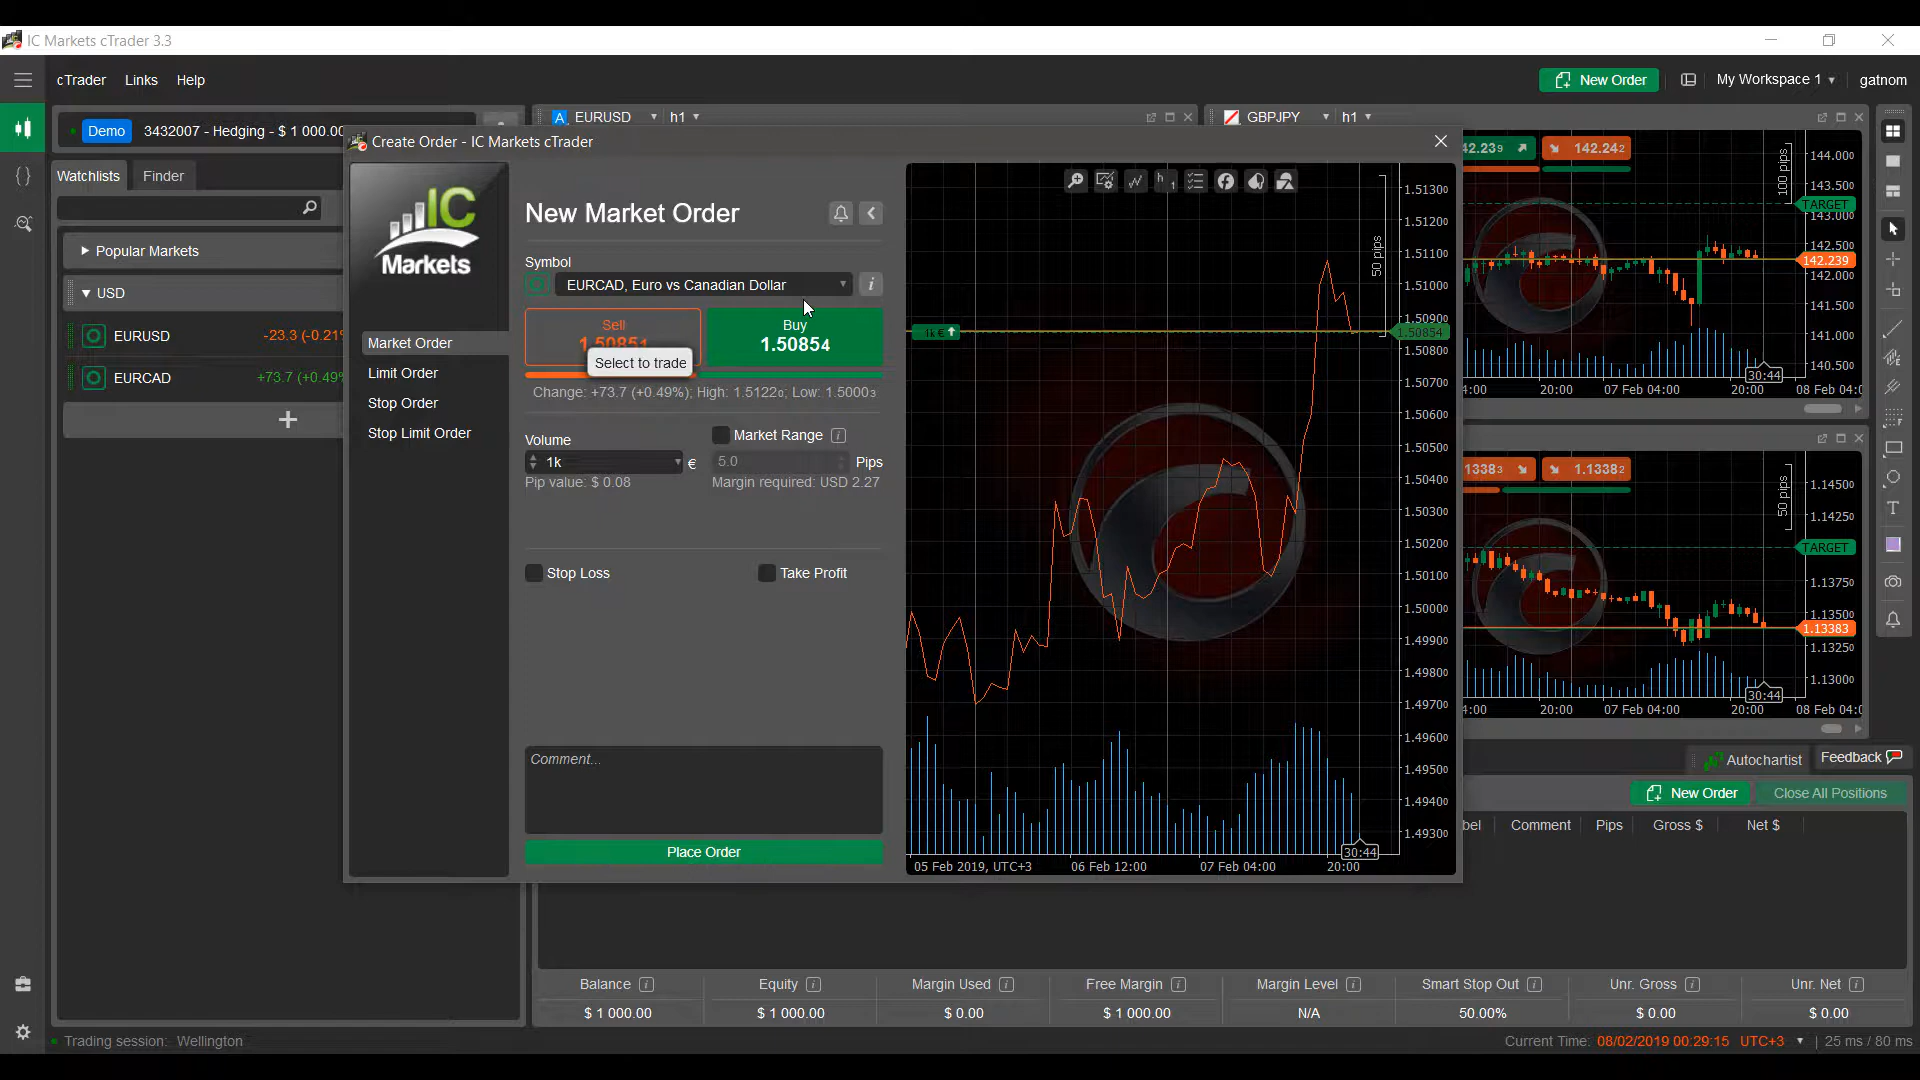 IC Markets cTrader 3.3
cTrader Links Help
New Order My Workspace 1 gatnom
Demo 3432007 - Hedging - $ 1 000.00
EURUSD h1
GBPJPY h1
Watchlists Finder
Popular Markets
USD
EURUSD -23.3 (-0.21%
EURCAD +73.7 (+0.49%
Create Order - IC Markets cTrader
IC
Markets
Market Order
Limit Order
Stop Order
Stop Limit Order
New Market Order
Symbol
EURCAD, Euro vs Canadian Dollar
Sell
Buy
1.50854
Select to trade
Change: +73.7 (+0.49%); High: 1.51220; Low: 1.50003
Volume
Market Range
1k €
5.0 Pips
Pip value: $ 0.08
Margin required: USD 2.27
Stop Loss
Take Profit
Comment...
Place Order
h1
50 pips
1k €
1.51300
1.51200
1.51100
1.51000
1.50900
1.50854
1.50800
1.50700
1.50600
1.50500
1.50400
1.50300
1.50200
1.50100
1.50000
1.49900
1.49800
1.49700
1.49600
1.49500
1.49400
1.49300
30:44
05 Feb 2019, UTC+3 06 Feb 12:00 07 Feb 04:00 20:00
42.239 142.242
100 pips
144.000
143.500
TARGET
143.000
142.500
142.239
142.000
141.500
141.000
140.500
30:44
20:00 07 Feb 04:00 20:00 08 Feb 04:0
13383 1.13382
50 pips
1.14500
1.14250
TARGET
1.13750
1.13500
1.13383
1.13250
1.13000
30:44
4:00 20:00 07 Feb 04:00 20:00 08 Feb 04:0
Autochartist Feedback
New Order Close All Positions
bel Comment Pips Gross $ Net $
Balance Equity Margin Used Free Margin Margin Level Smart Stop Out Unr. Gross Unr. Net
$ 1 000.00 $ 1 000.00 $ 0.00 $ 1 000.00 N/A 50.00% $ 0.00 $ 0.00
Trading session: Wellington
Current Time: 08/02/2019 00:29:15 UTC+3 | 25 ms / 80 ms